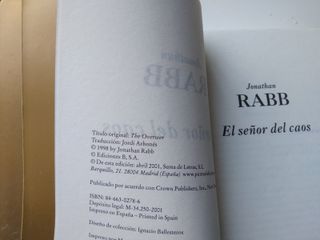 Título original: The Overseer
Traducción: Jordi Arbonès
© 1998 by Jonathan Rabb
© Ediciones B, S.A.
© De esta edición: abril 2001, Suma de Letras, S.L.
Barquillo, 21. 28004 Madrid (España)
Publicado por acuerdo con Crown Publishers, Inc.,
ISBN: 84-663-0278-6
Depósito legal: M-34.250-2001
Impreso en España – Printed in Spain
Diseño de colección: Ignacio Ballesteros
Jonathan
RABB
El señor del caos